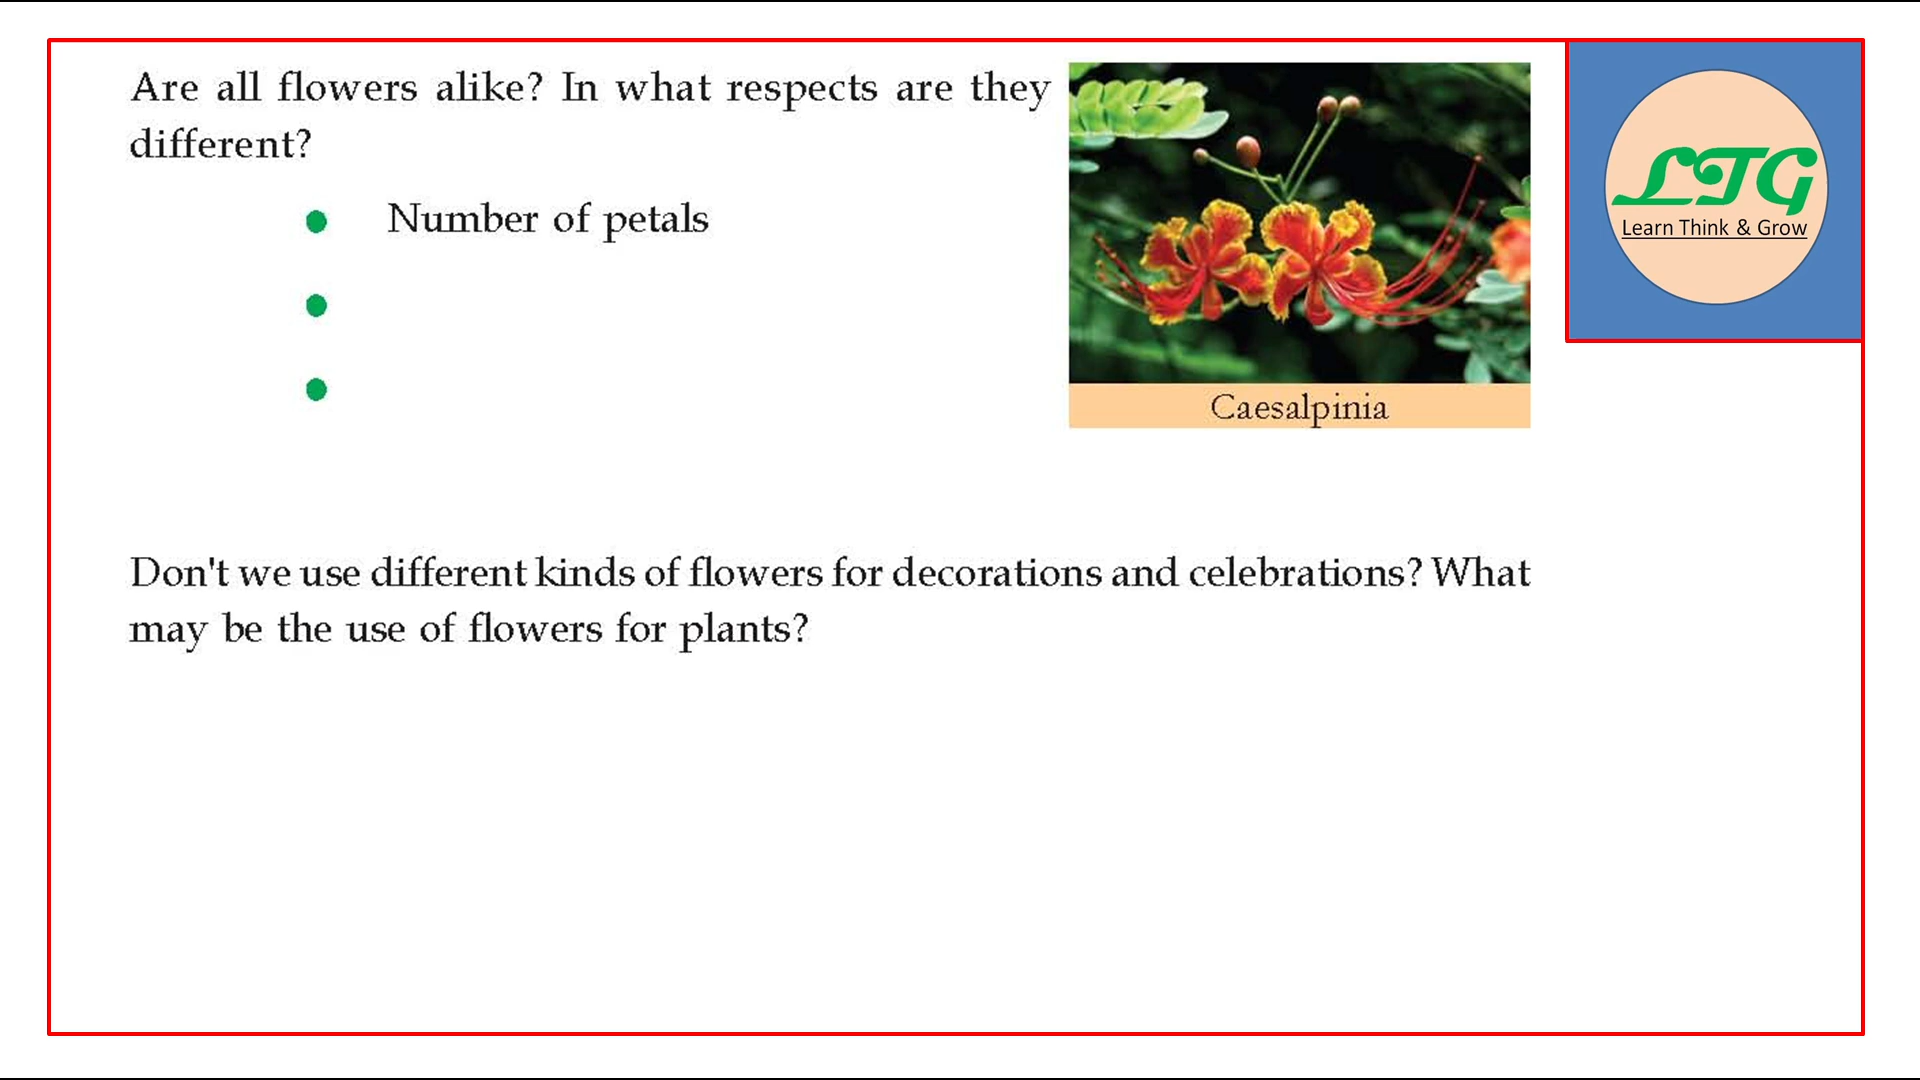 Are all flowers alike? In what respects are they
different?
Number of petals
Caesalpinia
LTG
Learn Think & Grow
Don't we use different kinds of flowers for decorations and celebrations? What
may be the use of flowers for plants?